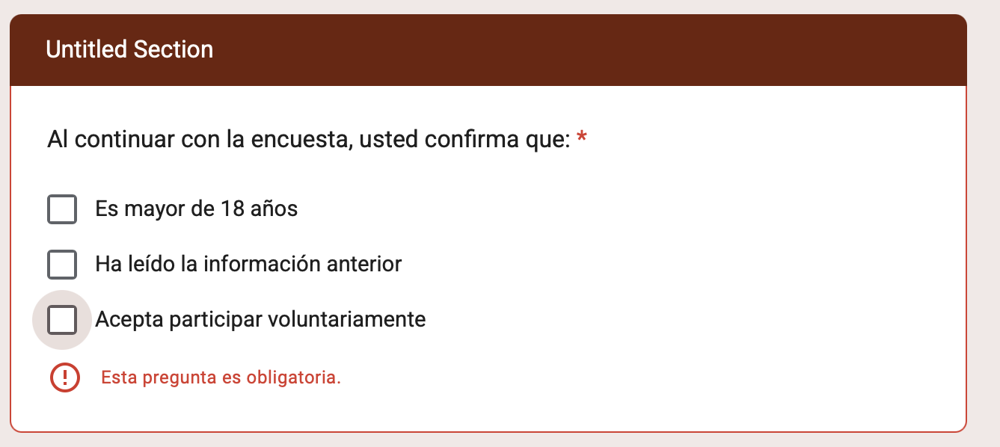 Untitled Section
Al continuar con la encuesta, usted confirma que: *
Es mayor de 18 años
Ha leído la información anterior
Acepta participar voluntariamente
Esta pregunta es obligatoria.